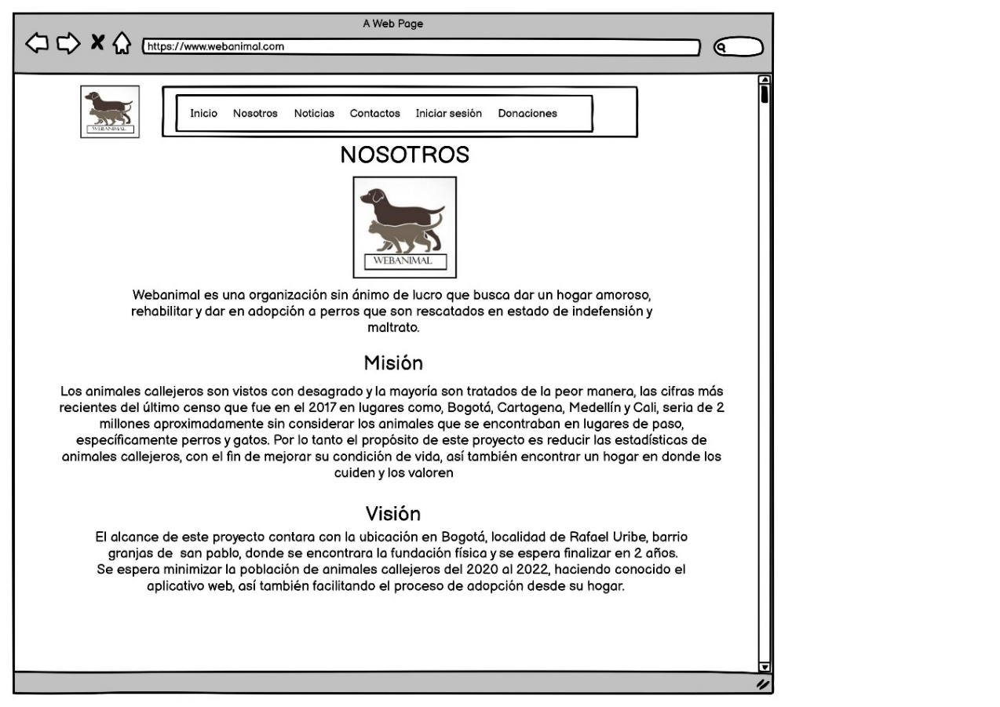 A Web Page
https://www.webanimal.com
WEBANIMAL
Inicio Nosotros Noticias Contactos Iniciar sesión Donaciones
NOSOTROS
WEBANIMAL
Webanimal es una organización sin ánimo de lucro que busca dar un hogar amoroso,
rehabilitar y dar en adopción a perros que son rescatados en estado de indefensión y
maltrato.
Misión
Los animales callejeros son vistos con desagrado y la mayoría son tratados de la peor manera, las cifras más
recientes del último censo que fue en el 2017 en lugares como, Bogotá, Cartagena, Medellín y Cali, seria de 2
millones aproximadamente sin considerar los animales que se encontraban en lugares de paso,
específicamente perros y gatos. Por lo tanto el propósito de este proyecto es reducir las estadísticas de
animales callejeros, con el fin de mejorar su condición de vida, así también encontrar un hogar en donde los
cuiden y los valoren
Visión
El alcance de este proyecto contara con la ubicación en Bogotá, localidad de Rafael Uribe, barrio
granjas de  san pablo, donde se encontrara la fundación física y se espera finalizar en 2 años.
Se espera minimizar la población de animales callejeros del 2020 al 2022, haciendo conocido el
aplicativo web, así también facilitando el proceso de adopción desde su hogar.